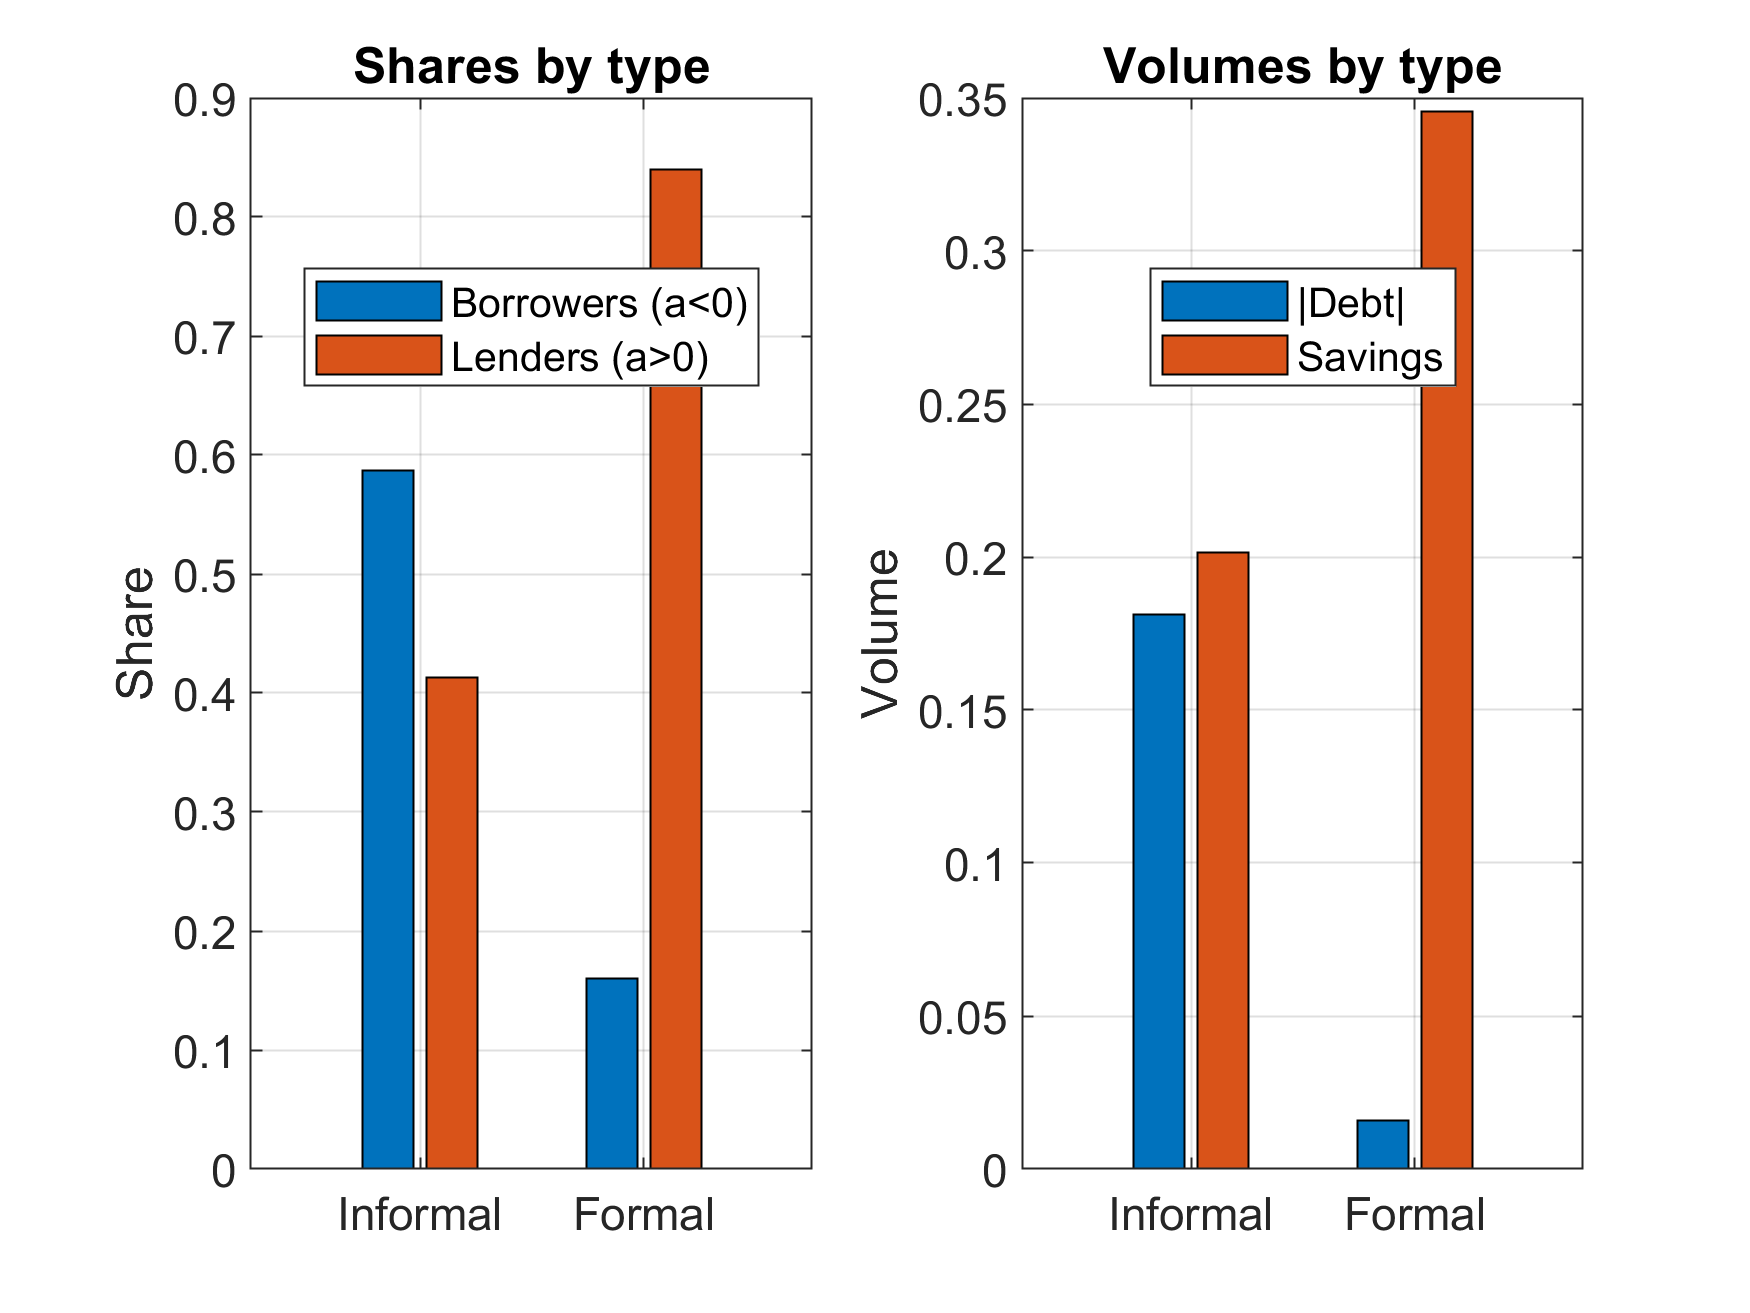 Shares by type
0.9
0.8
0.7
0.6
0.5
0.4
0.3
0.2
0.1
0
Share
Borrowers (a<0)
Lenders (a>0)
Informal Formal
Volumes by type
0.35
0.3
0.25
0.2
0.15
0.1
0.05
0
Volume
|Debt|
Savings
Informal Formal